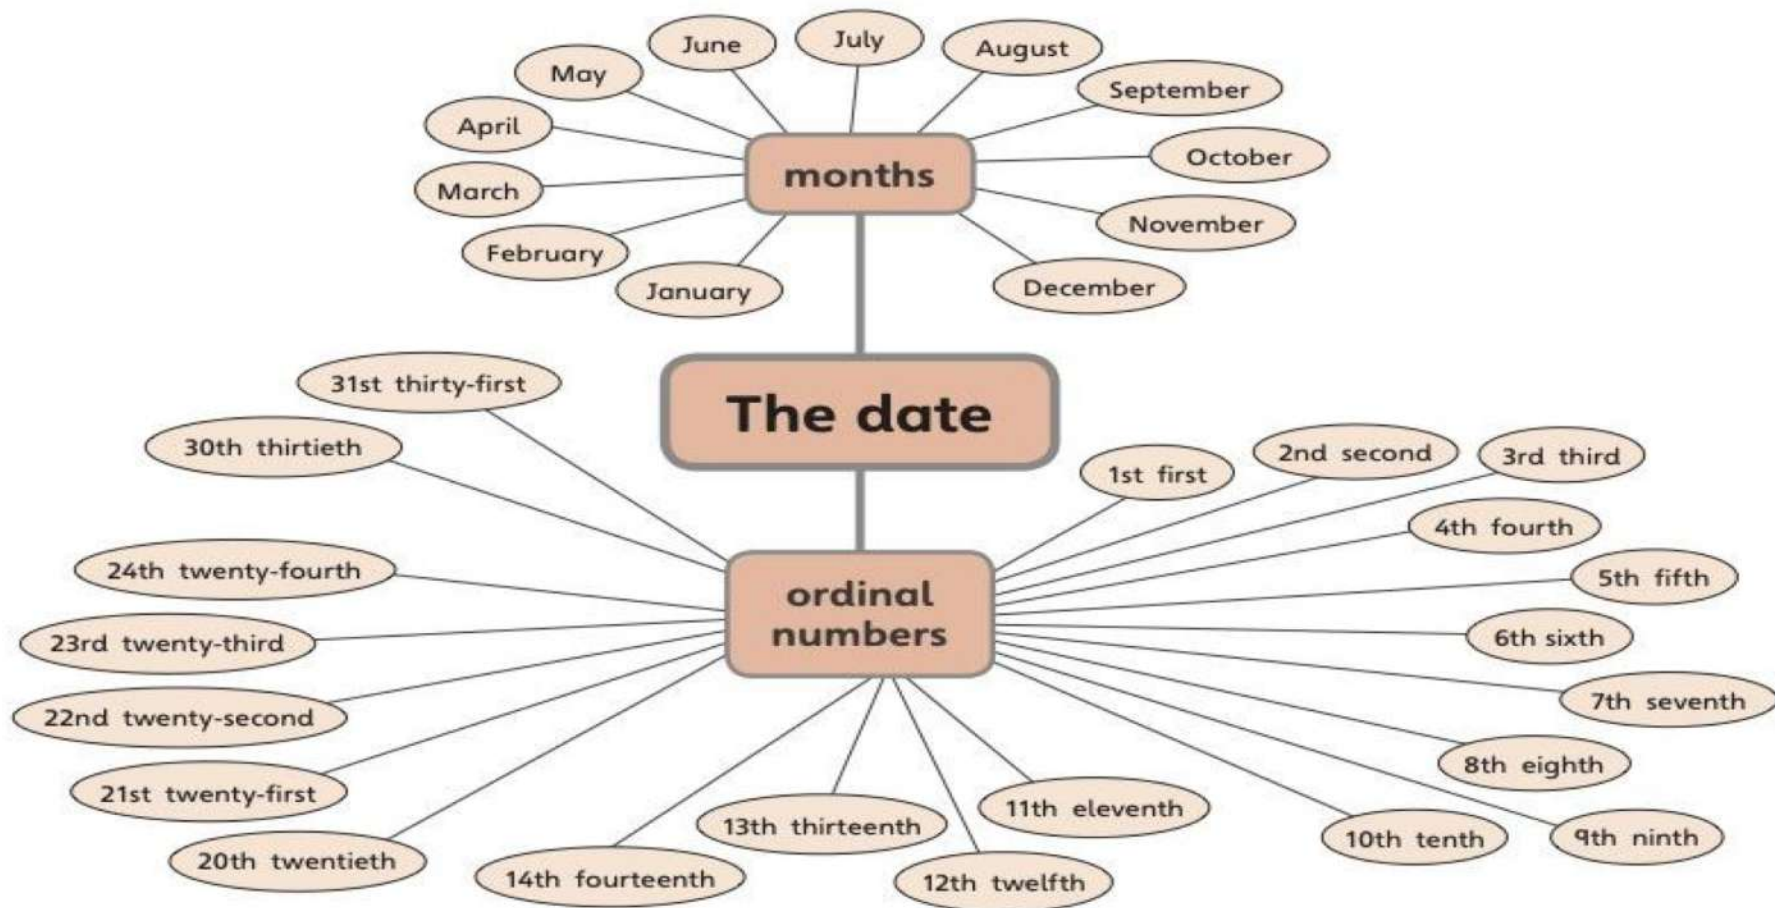 June
July
August
May
September
April
October
months
March
November
February
January
December
31st thirty-first
The date
30th thirtieth
1st first
2nd second
3rd third
4th fourth
24th twenty-fourth
5th fifth
ordinal
numbers
23rd twenty-third
6th sixth
22nd twenty-second
7th seventh
21st twenty-first
8th eighth
20th twentieth
14th fourteenth
13th thirteenth
12th twelfth
11th eleventh
10th tenth
9th ninth